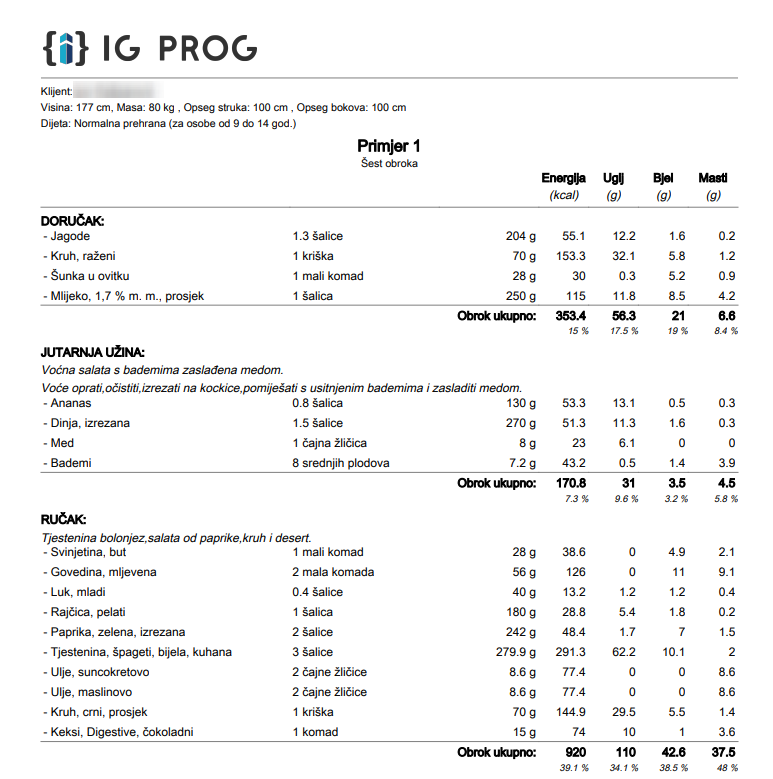 {i} IG PROG
Klijent:
Visina: 177 cm, Masa: 80 kg , Opseg struka: 100 cm , Opseg bokova: 100 cm
Dijeta: Normalna prehrana (za osobe od 9 do 14 god.)
Primjer 1
Šest obroka
Energija Uglj Bjel Masti
(kcal) (g) (g) (g)
DORUČAK:
- Jagode 1.3 šalice 204 g 55.1 12.2 1.6 0.2
- Kruh, raženi 1 kriška 70 g 153.3 32.1 5.8 1.2
- Šunka u ovitku 1 mali komad 28 g 30 0.3 5.2 0.9
- Mlijeko, 1,7 % m. m., prosjek 1 šalica 250 g 115 11.8 8.5 4.2
Obrok ukupno: 353.4 56.3 21 6.6
15 % 17.5 % 19 % 8.4 %
JUTARNJA UŽINA:
Voćna salata s bademima zaslađena medom.
Voće oprati,očistiti,izrezati na kockice,pomiješati s usitnjenim bademima i zasladiti medom.
- Ananas 0.8 šalica 130 g 53.3 13.1 0.5 0.3
- Dinja, izrezana 1.5 šalice 270 g 51.3 11.3 1.6 0.3
- Med 1 čajna žličica 8 g 23 6.1 0 0
- Bademi 8 srednjih plodova 7.2 g 43.2 0.5 1.4 3.9
Obrok ukupno: 170.8 31 3.5 4.5
7.3 % 9.6 % 3.2 % 5.8 %
RUČAK:
Tjestenina bolonjez,salata od paprike,kruh i desert.
- Svinjetina, but 1 mali komad 28 g 38.6 0 4.9 2.1
- Govedina, mljevena 2 mala komada 56 g 126 0 11 9.1
- Luk, mladi 0.4 šalice 40 g 13.2 1.2 1.2 0.4
- Rajčica, pelati 1 šalica 180 g 28.8 5.4 1.8 0.2
- Paprika, zelena, izrezana 2 šalice 242 g 48.4 1.7 7 1.5
- Tjestenina, špageti, bijela, kuhana 3 šalice 279.9 g 291.3 62.2 10.1 2
- Ulje, suncokretovo 2 čajne žličice 8.6 g 77.4 0 0 8.6
- Ulje, maslinovo 2 čajne žličice 8.6 g 77.4 0 0 8.6
- Kruh, crni, prosjek 1 kriška 70 g 144.9 29.5 5.5 1.4
- Keksi, Digestive, čokoladni 1 komad 15 g 74 10 1 3.6
Obrok ukupno: 920 110 42.6 37.5
39.1 % 34.1 % 38.5 % 48 %